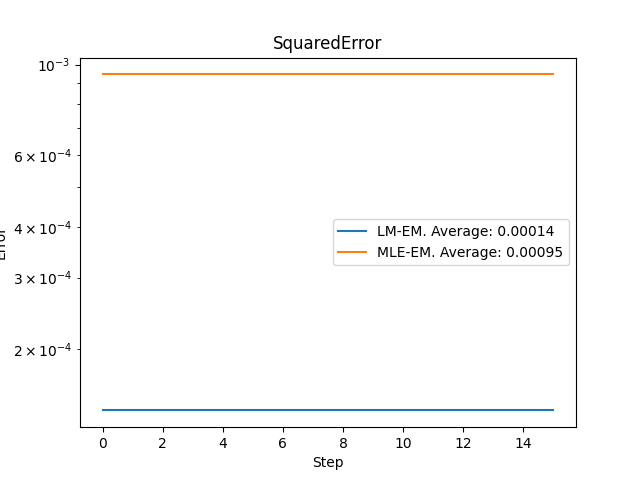 SquaredError
10⁻³
6 × 10⁻⁴
4 × 10⁻⁴
3 × 10⁻⁴
2 × 10⁻⁴
Error
LM-EM. Average: 0.00014
MLE-EM. Average: 0.00095
0 2 4 6 8 10 12 14
Step